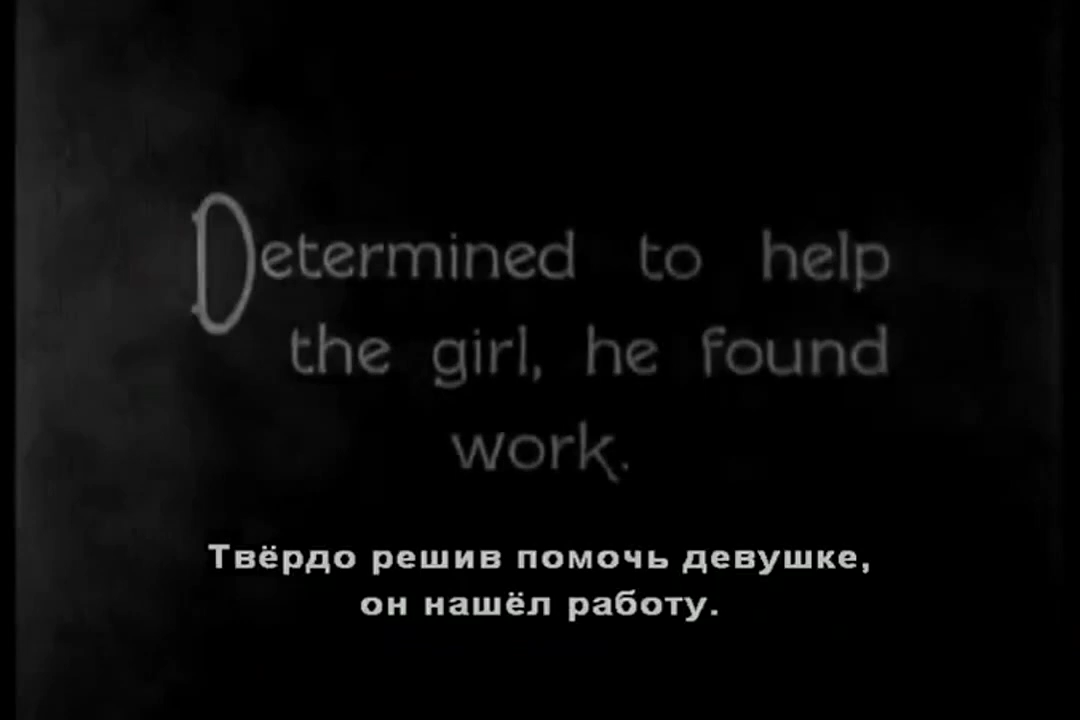 Determined to help
the girl, he found
work.
Твёрдо решив помочь девушке,
он нашёл работу.